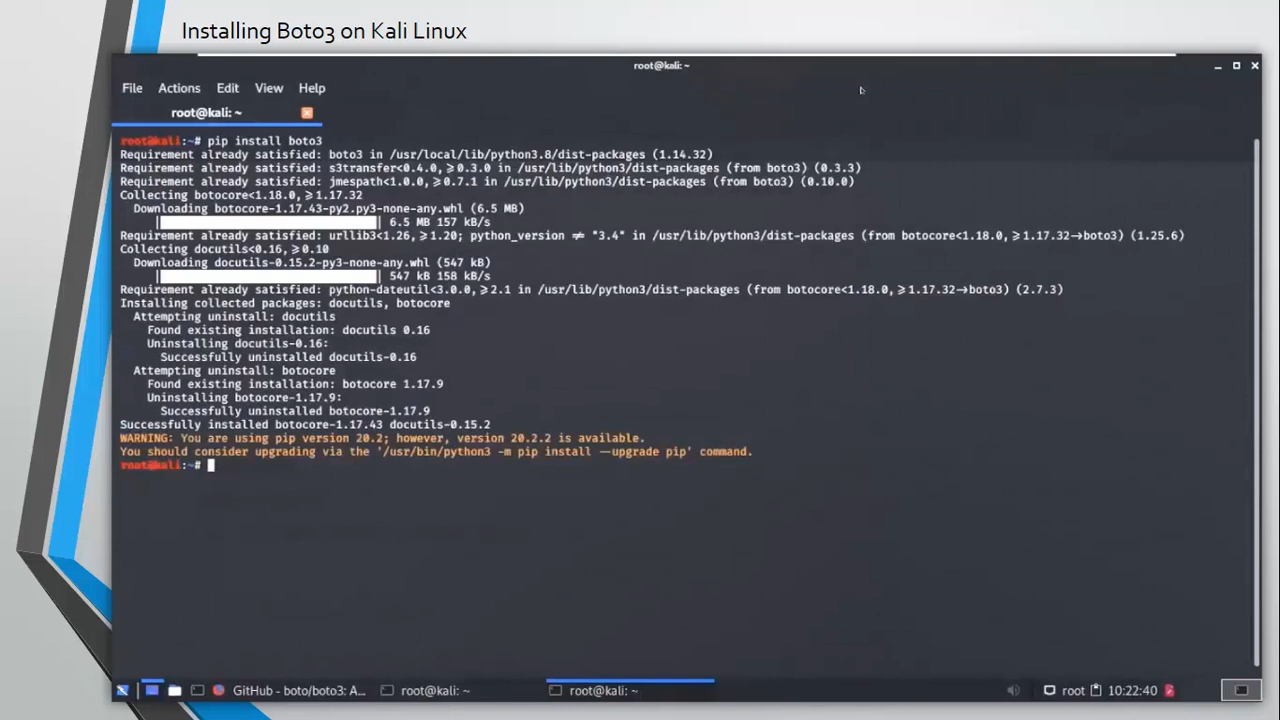 Installing Boto3 on Kali Linux
root@kali: ~
File Actions Edit View Help
root@kali: ~
root@kali:~# pip install boto3
Requirement already satisfied: boto3 in /usr/local/lib/python3.8/dist-packages (1.14.32)
Requirement already satisfied: s3transfer<0.4.0,≥0.3.0 in /usr/local/lib/python3.8/dist-packages (from boto3) (0.3.3)
Requirement already satisfied: jmespath<1.0.0,≥0.7.1 in /usr/local/lib/python3.8/dist-packages (from boto3) (0.10.0)
Collecting botocore<1.18.0,≥1.17.32
Downloading botocore-1.17.43-py2.py3-none-any.whl (6.5 MB)
6.5 MB 157 kB/s
Requirement already satisfied: urllib3<1.26,≥1.20; python_version ≠ "3.4" in /usr/lib/python3/dist-packages (from botocore<1.18.0,≥1.17.32→boto3) (1.25.6)
Collecting docutils<0.16,≥0.10
Downloading docutils-0.15.2-py3-none-any.whl (547 kB)
547 kB 158 kB/s
Requirement already satisfied: python-dateutil<3.0.0,≥2.1 in /usr/lib/python3/dist-packages (from botocore<1.18.0,≥1.17.32→boto3) (2.7.3)
Installing collected packages: docutils, botocore
Attempting uninstall: docutils
Found existing installation: docutils 0.16
Uninstalling docutils-0.16:
Successfully uninstalled docutils-0.16
Attempting uninstall: botocore
Found existing installation: botocore 1.17.9
Uninstalling botocore-1.17.9:
Successfully uninstalled botocore-1.17.9
Successfully installed botocore-1.17.43 docutils-0.15.2
WARNING: You are using pip version 20.2; however, version 20.2.2 is available.
You should consider upgrading via the '/usr/bin/python3 -m pip install —upgrade pip' command.
root@kali:~#
GitHub - boto/boto3: A... root@kali: ~ root@kali: ~ root 10:22:40